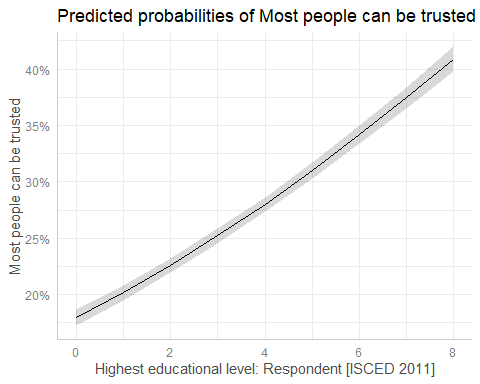 Predicted probabilities of Most people can be trusted
Most people can be trusted
40%
35%
30%
25%
20%
0 2 4 6 8
Highest educational level: Respondent [ISCED 2011]